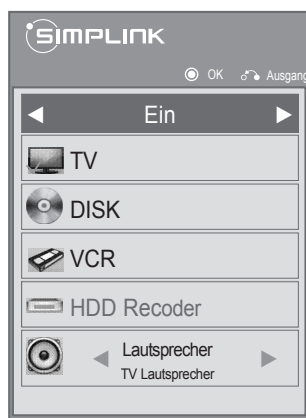 SIMPLINK
OK Ausgang
Ein
TV
DISK
VCR
HDD Recoder
Lautsprecher
TV Lautsprecher